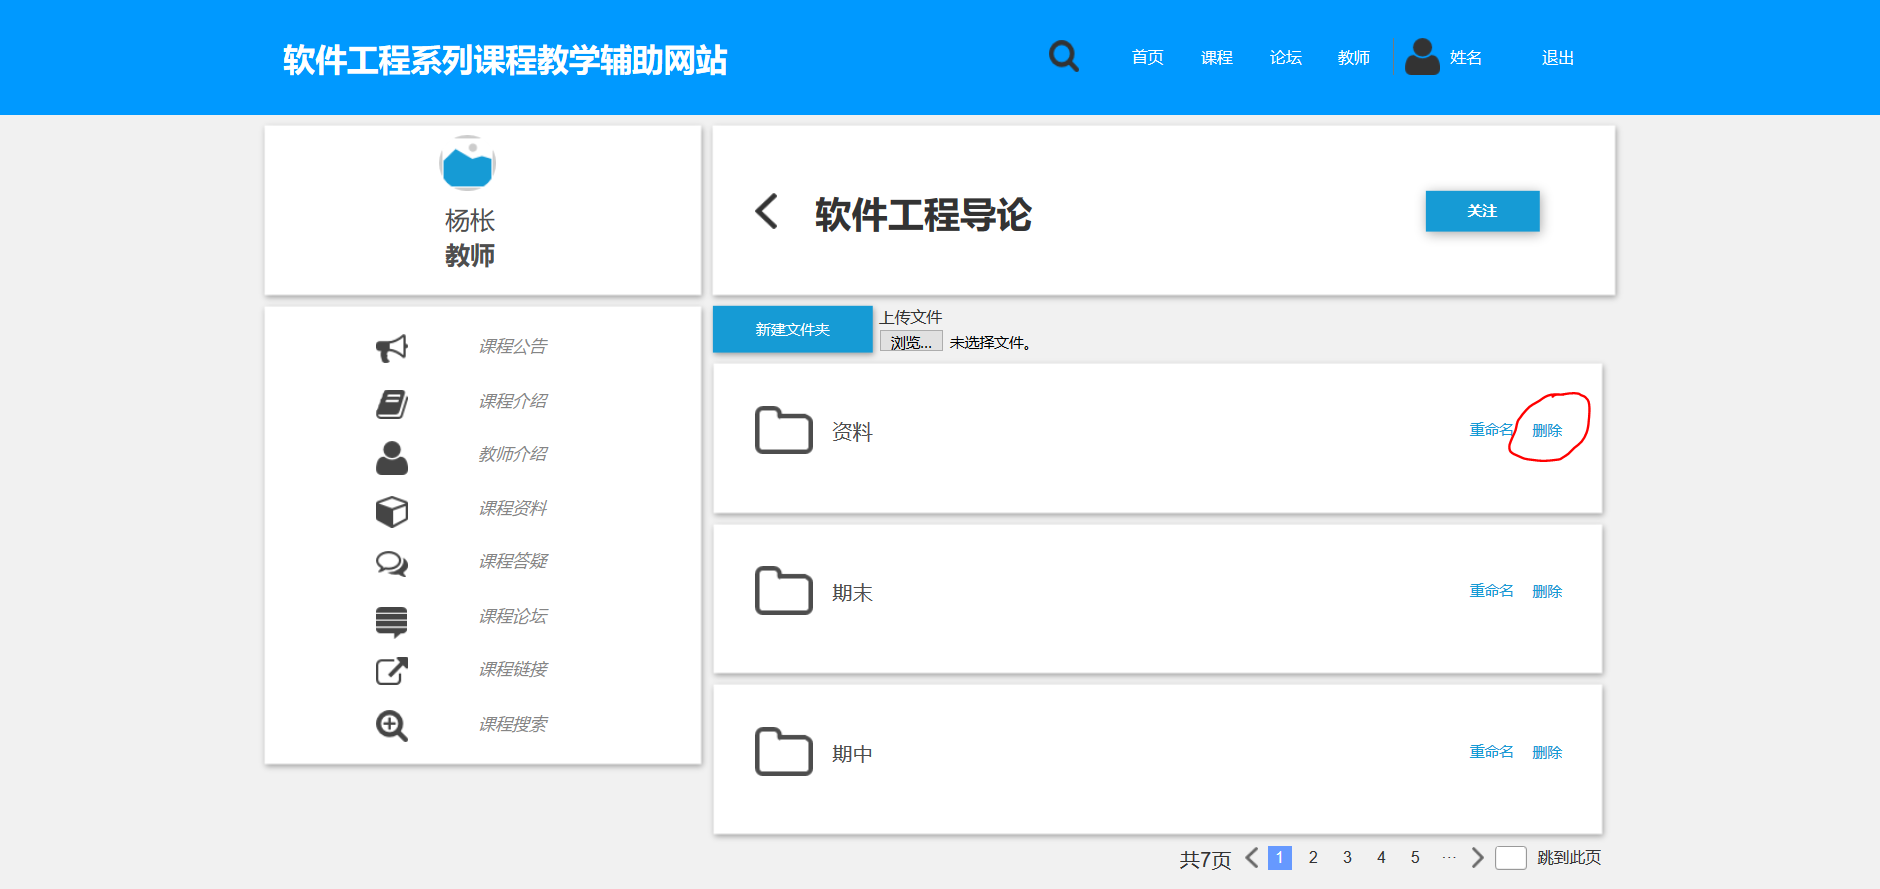 软件工程系列课程教学辅助网站
首页 课程 论坛 教师 姓名 退出
杨枨
教师
软件工程导论
关注
课程公告
课程介绍
教师介绍
课程资料
课程答疑
课程论坛
课程链接
课程搜索
新建文件夹
上传文件
浏览... 未选择文件。
资料 重命名 删除
期末 重命名 删除
期中 重命名 删除
共7页 1 2 3 4 5 ... 跳到此页